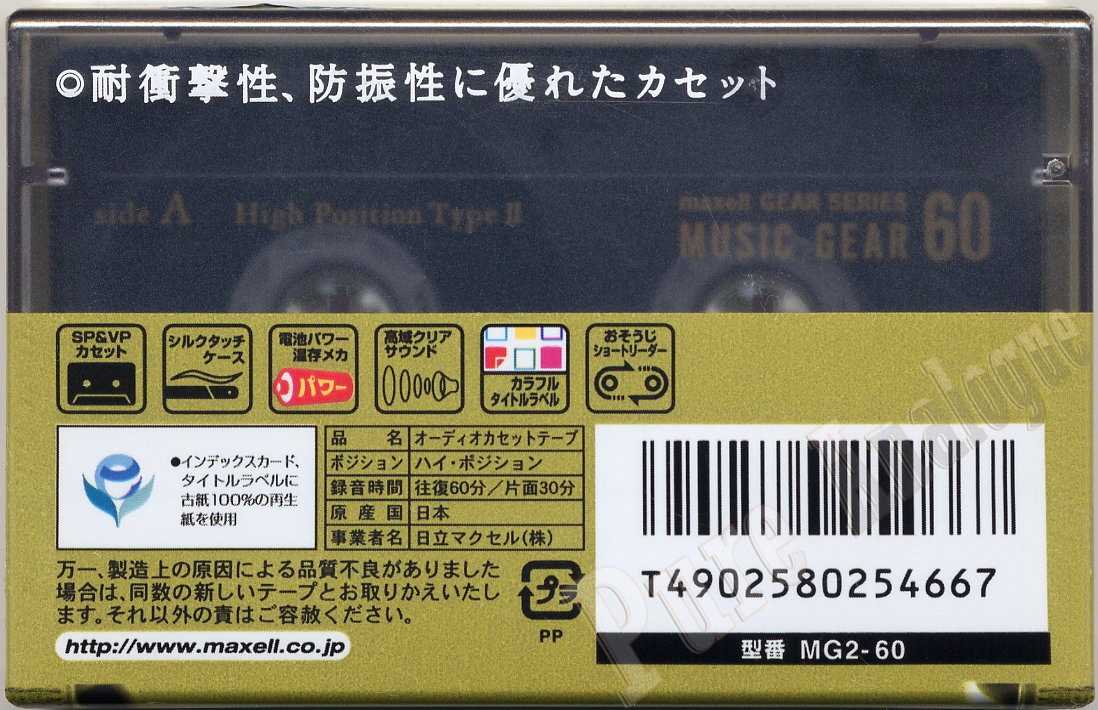 ◎耐衝撃性、防振性に優れたカセット
side A High Position Type II
maxell GEAR SERIES
MUSIC GEAR 60
SP&VP
カセット
シルクタッチ
ケース
電池パワー
温存メカ
パワー
高域クリア
サウンド
カラフル
タイトルラベル
おそうじ
ショートリーダー
●インデックスカード、
タイトルラベルに
古紙100%の再生
紙を使用
品名 オーディオカセットテープ
ポジション ハイ・ポジション
録音時間 往復60分／片面30分
原産国 日本
事業者名 日立マクセル(株)
万一、製造上の原因による品質不良がありました
場合は、同数の新しいテープとお取りかえいたし
ます。それ以外の責はご容赦ください。
http://www.maxell.co.jp
プラ
PP
T4902580254667
型番 MG2-60
Pure Analogue